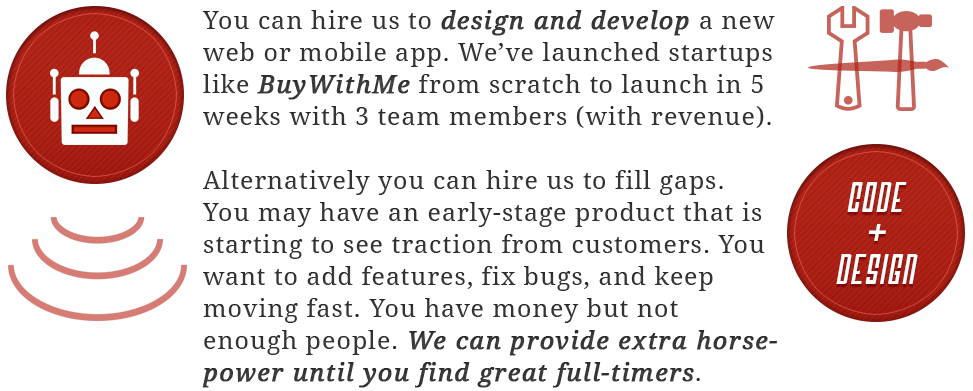 You can hire us to design and develop a new
web or mobile app. We’ve launched startups
like BuyWithMe from scratch to launch in 5
weeks with 3 team members (with revenue).
Alternatively you can hire us to fill gaps.
You may have an early-stage product that is
starting to see traction from customers. You
want to add features, fix bugs, and keep
moving fast. You have money but not
enough people. We can provide extra horse-
power until you find great full-timers.
CODE
+
DESIGN